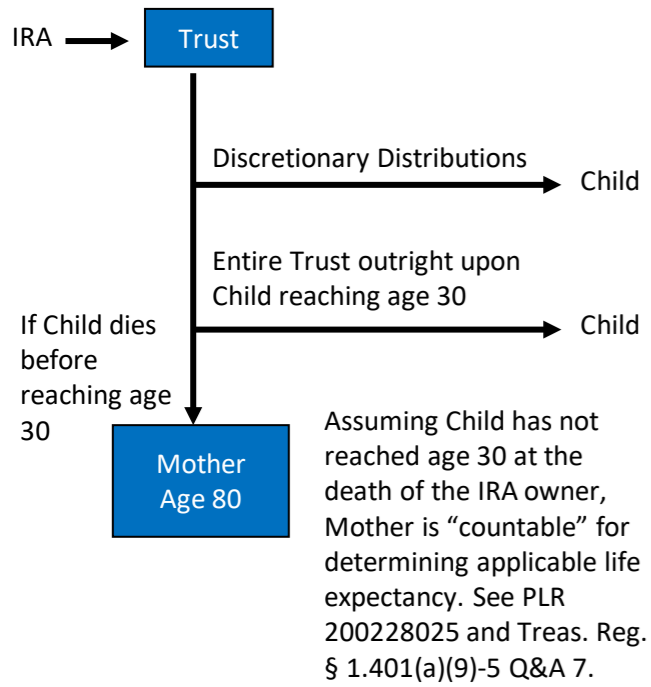 IRA
Trust
Discretionary Distributions
Child
Entire Trust outright upon
Child reaching age 30
Child
If Child dies
before
reaching age
30
Mother
Age 80
Assuming Child has not
reached age 30 at the
death of the IRA owner,
Mother is “countable” for
determining applicable life
expectancy. See PLR
200228025 and Treas. Reg.
§ 1.401(a)(9)-5 Q&A 7.